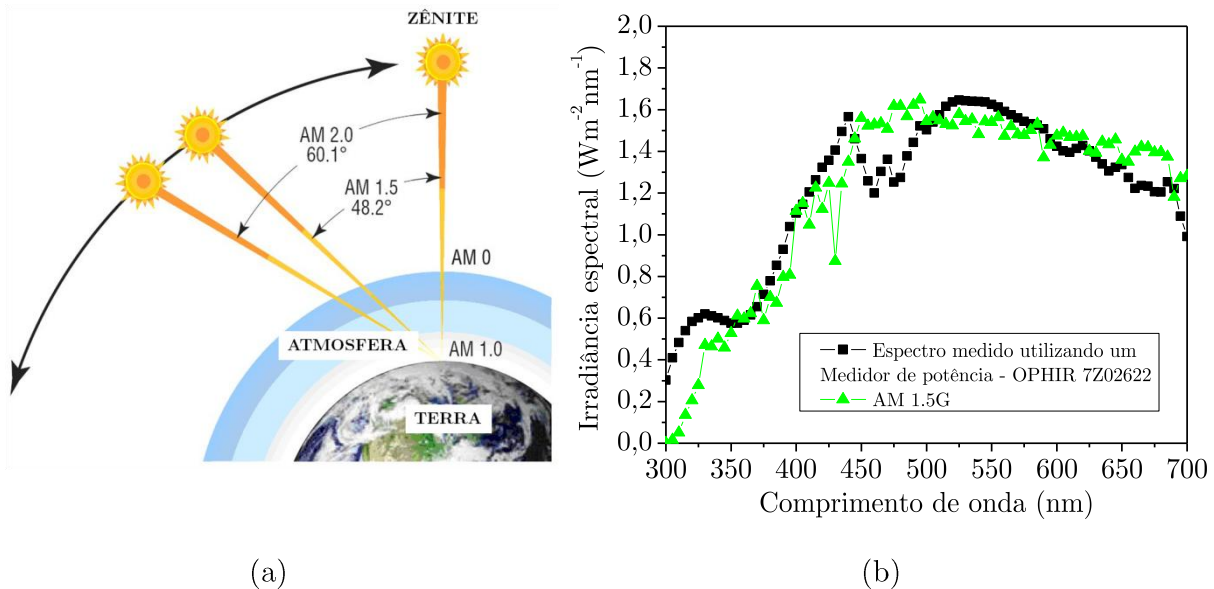 ZÊNITE
AM 2.0
60.1°
AM 1.5
48.2°
AM 0
ATMOSFERA
AM 1.0
TERRA
(a)
Irradiância espectral (Wm⁻²nm⁻¹)
2,0
1,8
1,6
1,4
1,2
1,0
0,8
0,6
0,4
0,2
0,0
Espectro medido utilizando um
Medidor de potência - OPHIR 7Z02622
AM 1.5G
300 350 400 450 500 550 600 650 700
Comprimento de onda (nm)
(b)